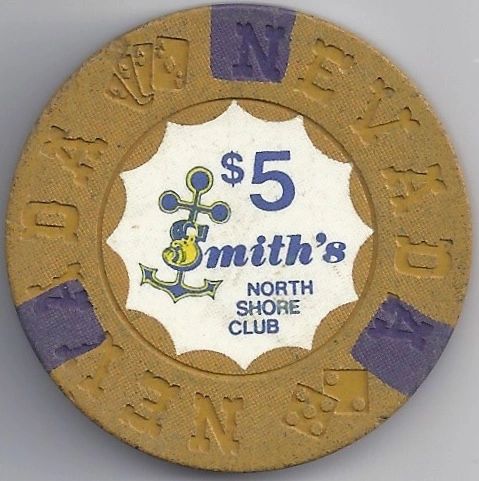 NEVADA
$5
Smith's
NORTH
SHORE
CLUB
NEVADA